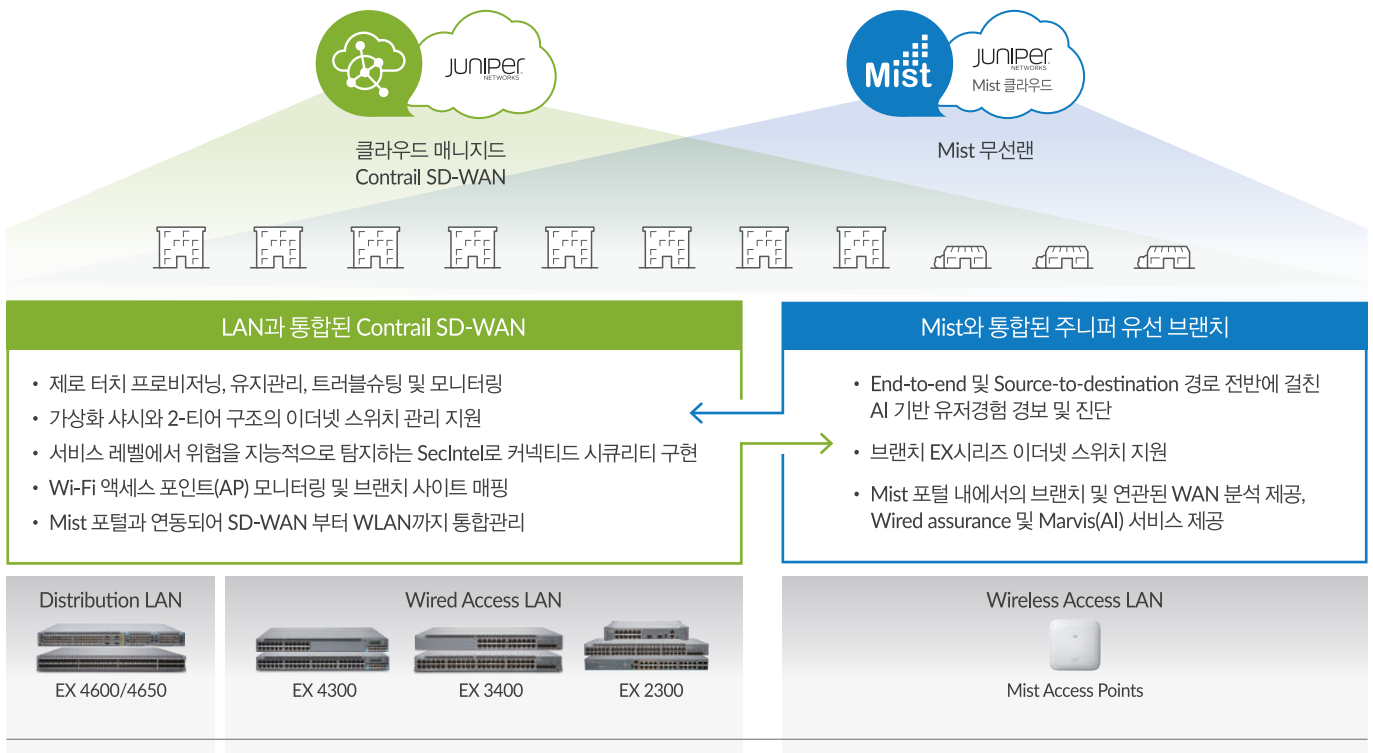 JUNIPER
NETWORKS
Mist
JUNIPER
NETWORKS
Mist 클라우드
클라우드 매니지드
Contrail SD-WAN
Mist 무선랜
LAN과 통합된 Contrail SD-WAN
• 제로 터치 프로비저닝, 유지관리, 트러블슈팅 및 모니터링
• 가상화 샤시와 2-티어 구조의 이더넷 스위치 관리 지원
• 서비스 레벨에서 위협을 지능적으로 탐지하는 SecIntel로 커넥티드 시큐리티 구현
• Wi-Fi 액세스 포인트(AP) 모니터링 및 브랜치 사이트 매핑
• Mist 포털과 연동되어 SD-WAN 부터 WLAN까지 통합관리
Mist와 통합된 주니퍼 유선 브랜치
• End-to-end 및 Source-to-destination 경로 전반에 걸친
AI 기반 유저경험 경보 및 진단
• 브랜치 EX시리즈 이더넷 스위치 지원
• Mist 포털 내에서의 브랜치 및 연관된 WAN 분석 제공,
Wired assurance 및 Marvis(AI) 서비스 제공
Distribution LAN
EX 4600/4650
Wired Access LAN
EX 4300
EX 3400
EX 2300
Wireless Access LAN
Mist Access Points